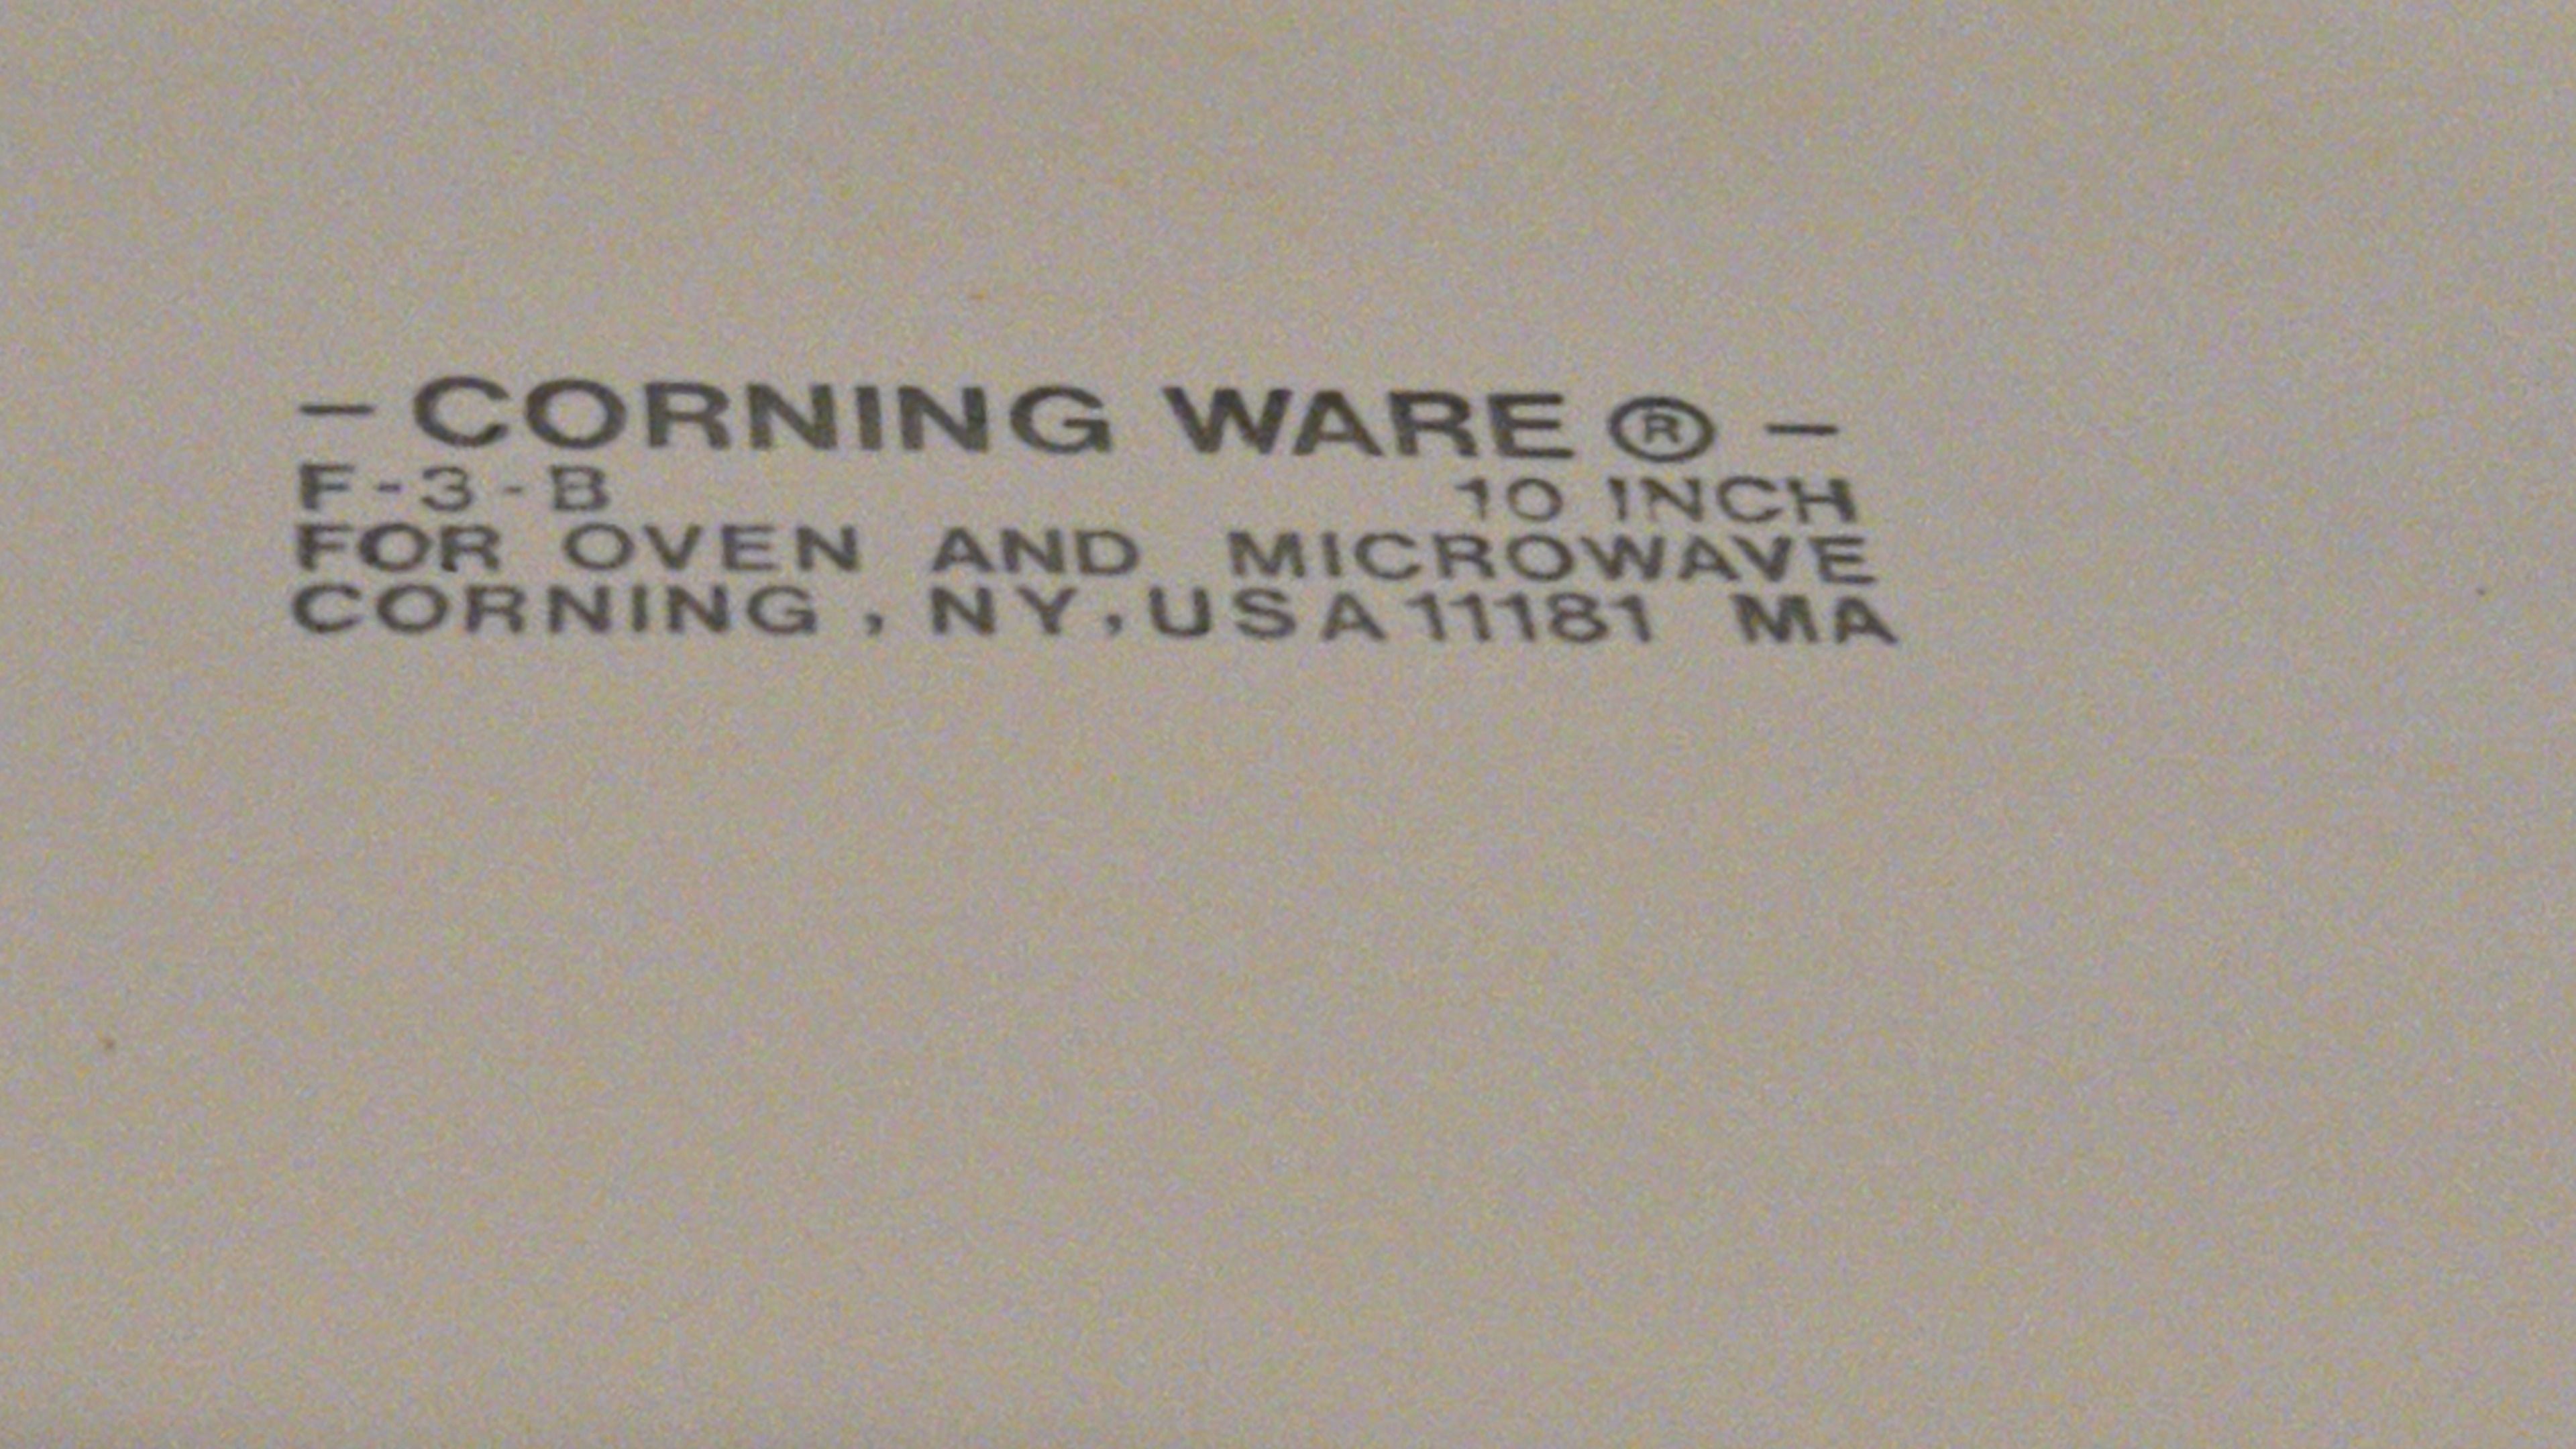 - CORNING WARE ® -
F-3-B 10 INCH
FOR OVEN AND MICROWAVE
CORNING, NY, USA 11181 MA